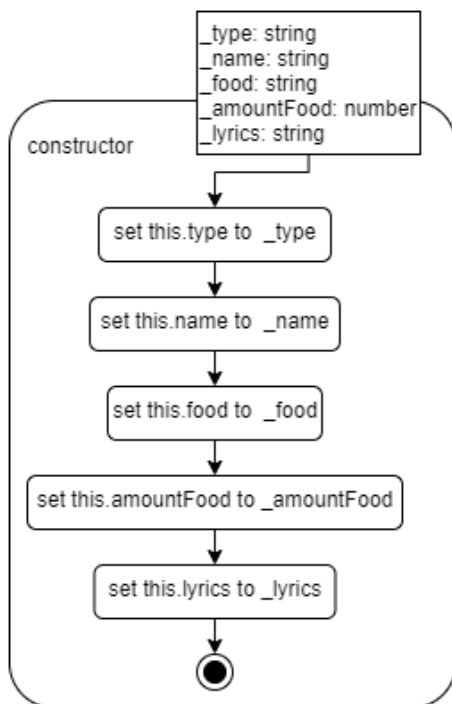 _type: string
_name: string
_food: string
_amountFood: number
_lyrics: string
constructor
set this.type to _type
set this.name to _name
set this.food to _food
set this.amountFood to _amountFood
set this.lyrics to _lyrics